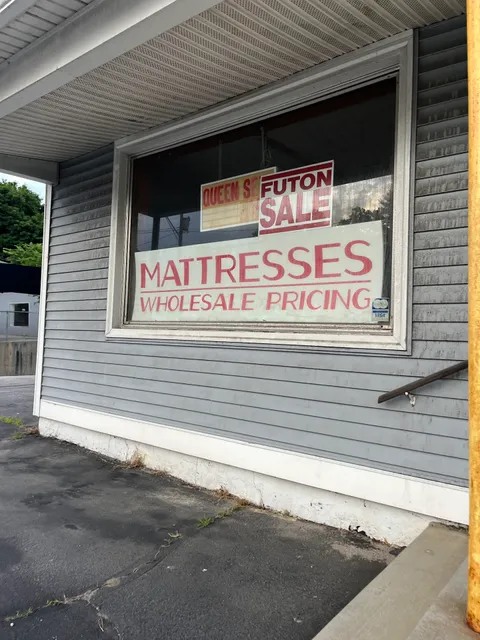 QUEEN
FUTON
SALE
MATTRESSES
WHOLESALE PRICING